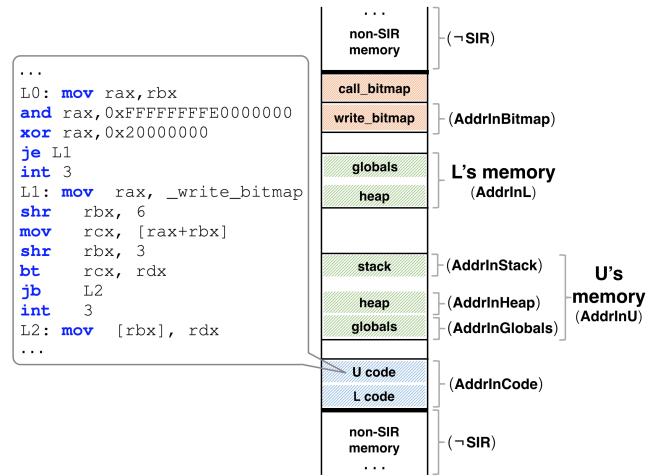 ...
L0: mov rax,rbx
and rax,0xFFFFFFFFE0000000
xor rax,0x20000000
je L1
int 3
L1: mov rax, _write_bitmap
shr rbx, 6
mov rcx, [rax+rbx]
shr rbx, 3
bt rcx, rdx
jb L2
int 3
L2: mov [rbx], rdx
...
...
non-SIR
memory
(¬SIR)
call_bitmap
write_bitmap
(AddrInBitmap)
globals
heap
L's memory
(AddrInL)
stack
(AddrInStack)
heap
(AddrInHeap)
globals
(AddrInGlobals)
U's
memory
(AddrInU)
U code
L code
(AddrInCode)
non-SIR
memory
...
(¬SIR)